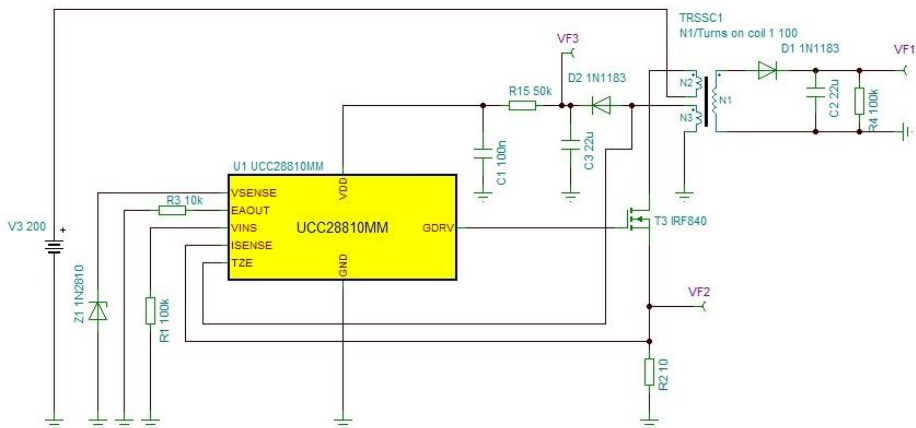 TRSSC1
N1/Turns on coil 1 100
D1 1N1183
VF1
VF3
D2 1N1183
N2
N1
N3
R15 50k
C2 22u
R4 100k
C1 100n
C3 22u
U1 UCC28810MM
VSENSE
VDD
R3 10k
EAOUT
VINS
UCC28810MM
GDRV
T3 IRF840
V3 200
+
ISENSE
TZE
GND
VF2
Z1 1N2810
R1 100k
R2 10